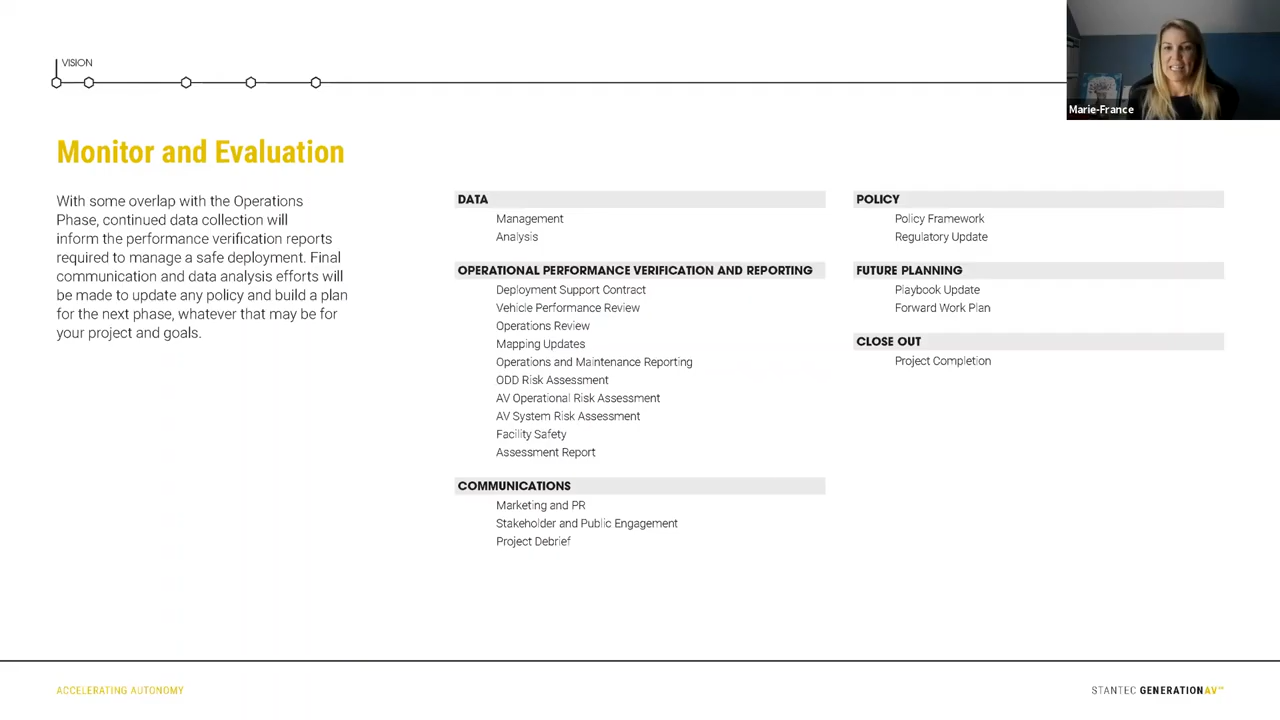 VISION
Marie-France
Monitor and Evaluation
With some overlap with the Operations
Phase, continued data collection will
inform the performance verification reports
required to manage a safe deployment. Final
communication and data analysis efforts will
be made to update any policy and build a plan
for the next phase, whatever that may be for
your project and goals.
DATA
Management
Analysis
OPERATIONAL PERFORMANCE VERIFICATION AND REPORTING
Deployment Support Contract
Vehicle Performance Review
Operations Review
Mapping Updates
Operations and Maintenance Reporting
ODD Risk Assessment
AV Operational Risk Assessment
AV System Risk Assessment
Facility Safety
Assessment Report
COMMUNICATIONS
Marketing and PR
Stakeholder and Public Engagement
Project Debrief
POLICY
Policy Framework
Regulatory Update
FUTURE PLANNING
Playbook Update
Forward Work Plan
CLOSE OUT
Project Completion
ACCELERATING AUTONOMY
STANTEC GENERATIONAV™